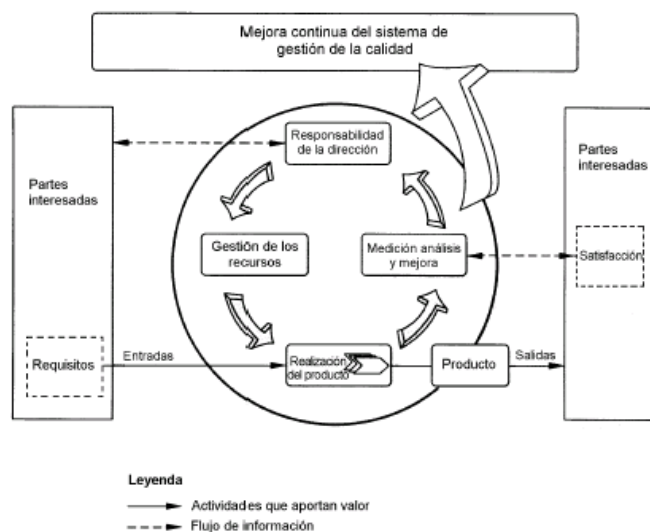 Mejora continua del sistema de
gestión de la calidad
Responsabilidad
de la dirección
Partes
interesadas
Partes
interesadas
Gestión de los
recursos
Medición análisis
y mejora
Satisfacción
Requisitos
Entradas
Realización
del producto
Producto
Salidas
Leyenda
Actividades que aportan valor
Flujo de información